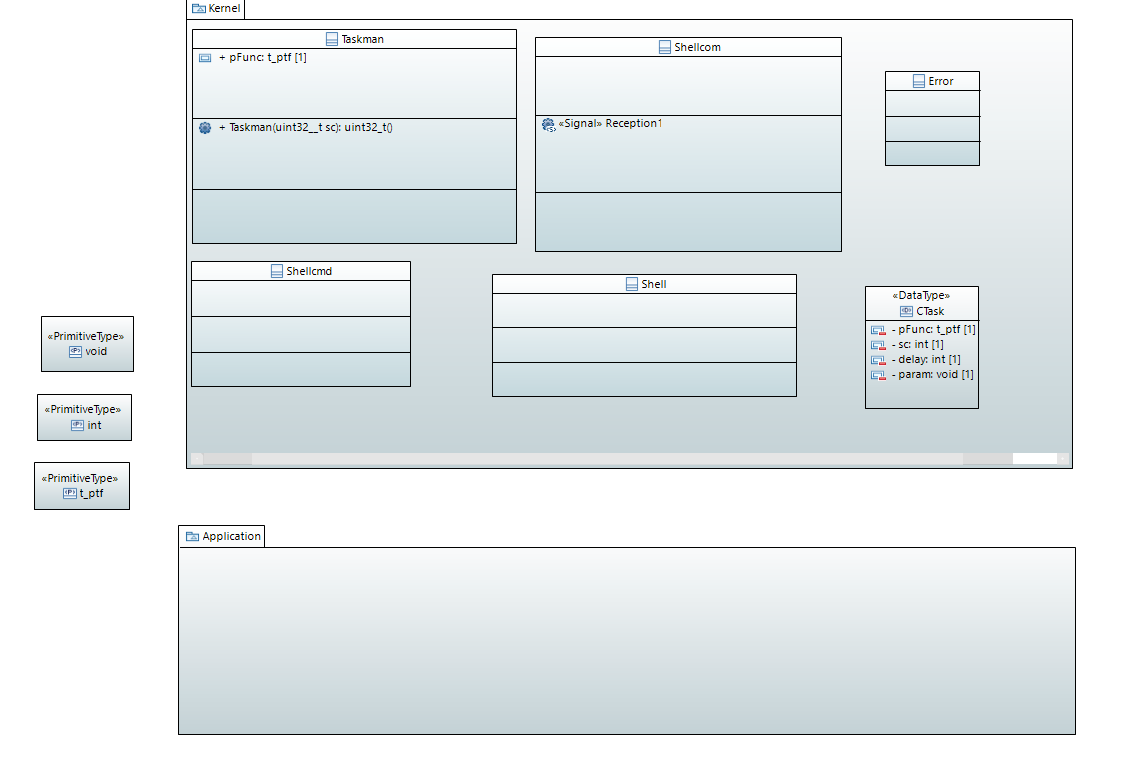 Kernel
Taskman
+ pFunc: t_ptf [1]
+ Taskman(uint32__t sc): uint32_t()
Shellcom
«Signal» Reception1
Error
Shellcmd
Shell
«DataType»
CTask
- pFunc: t_ptf [1]
- sc: int [1]
- delay: int [1]
- param: void [1]
«PrimitiveType»
void
«PrimitiveType»
int
«PrimitiveType»
t_ptf
Application